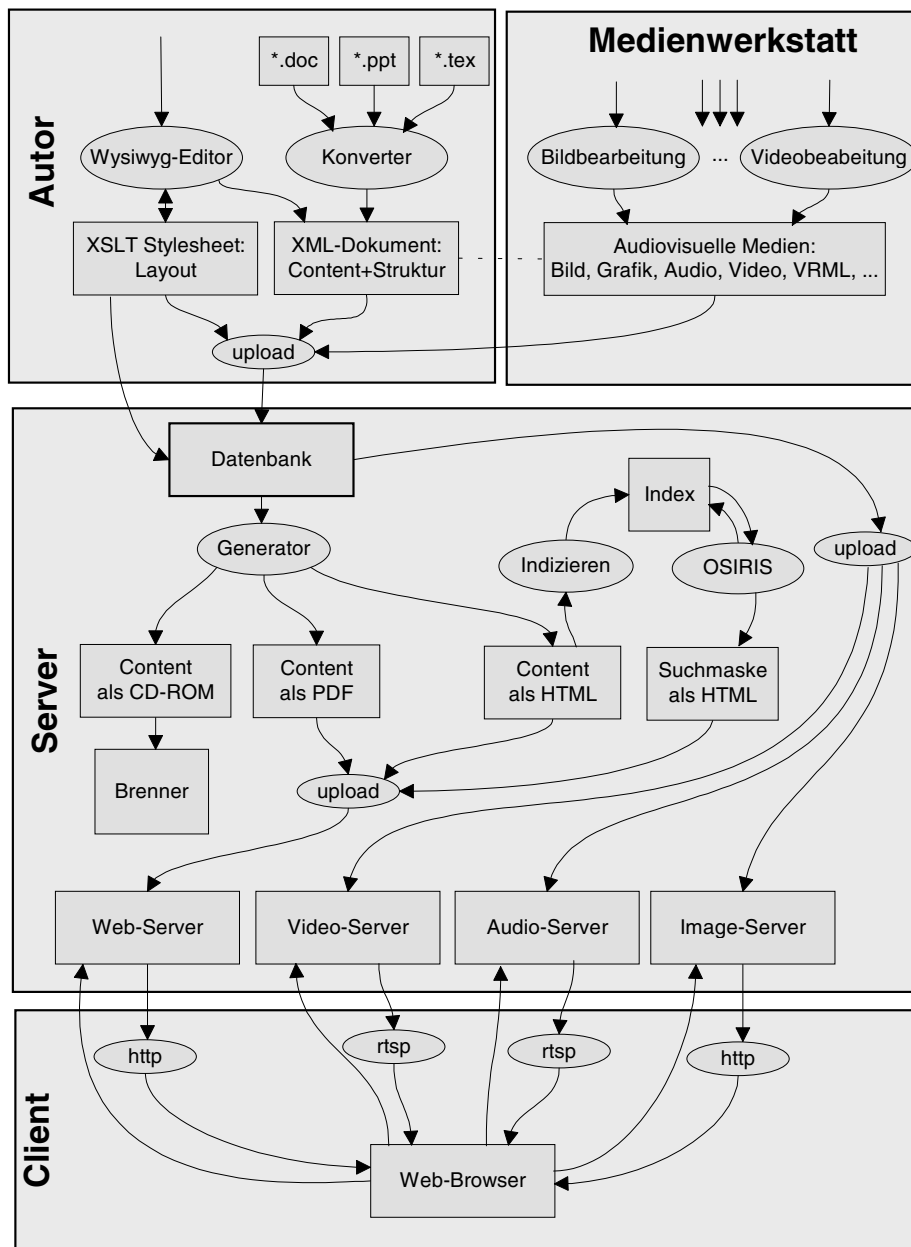 Autor
*.doc
*.ppt
*.tex
Wysiwyg-Editor
Konverter
XSLT Stylesheet:
Layout
XML-Dokument:
Content+Struktur
upload
Medienwerkstatt
Bildbearbeitung
...
Videobeabeitung
Audiovisuelle Medien:
Bild, Grafik, Audio, Video, VRML, ...
Server
Datenbank
Generator
Indizieren
Index
OSIRIS
upload
Content
als CD-ROM
Content
als PDF
Content
als HTML
Suchmaske
als HTML
Brenner
upload
Web-Server
Video-Server
Audio-Server
Image-Server
Client
http
rtsp
rtsp
http
Web-Browser